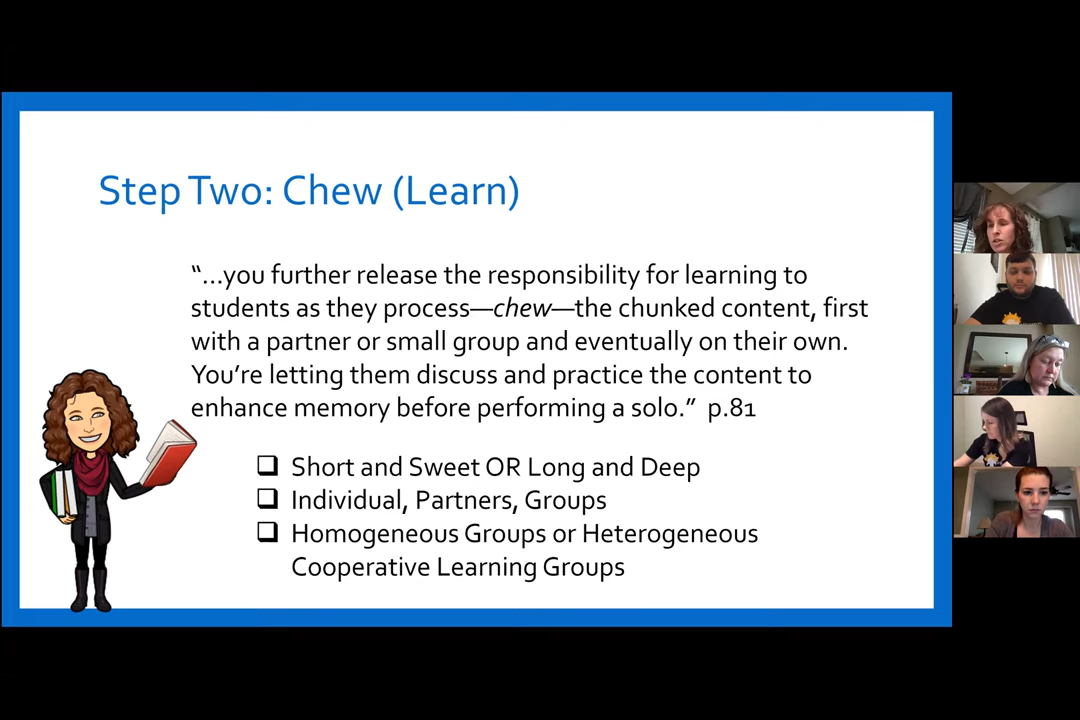 Step Two: Chew (Learn)
“…you further release the responsibility for learning to
students as they process—chew—the chunked content, first
with a partner or small group and eventually on their own.
You’re letting them discuss and practice the content to
enhance memory before performing a solo.” p.81
❑ Short and Sweet OR Long and Deep
❑ Individual, Partners, Groups
❑ Homogeneous Groups or Heterogeneous
Cooperative Learning Groups